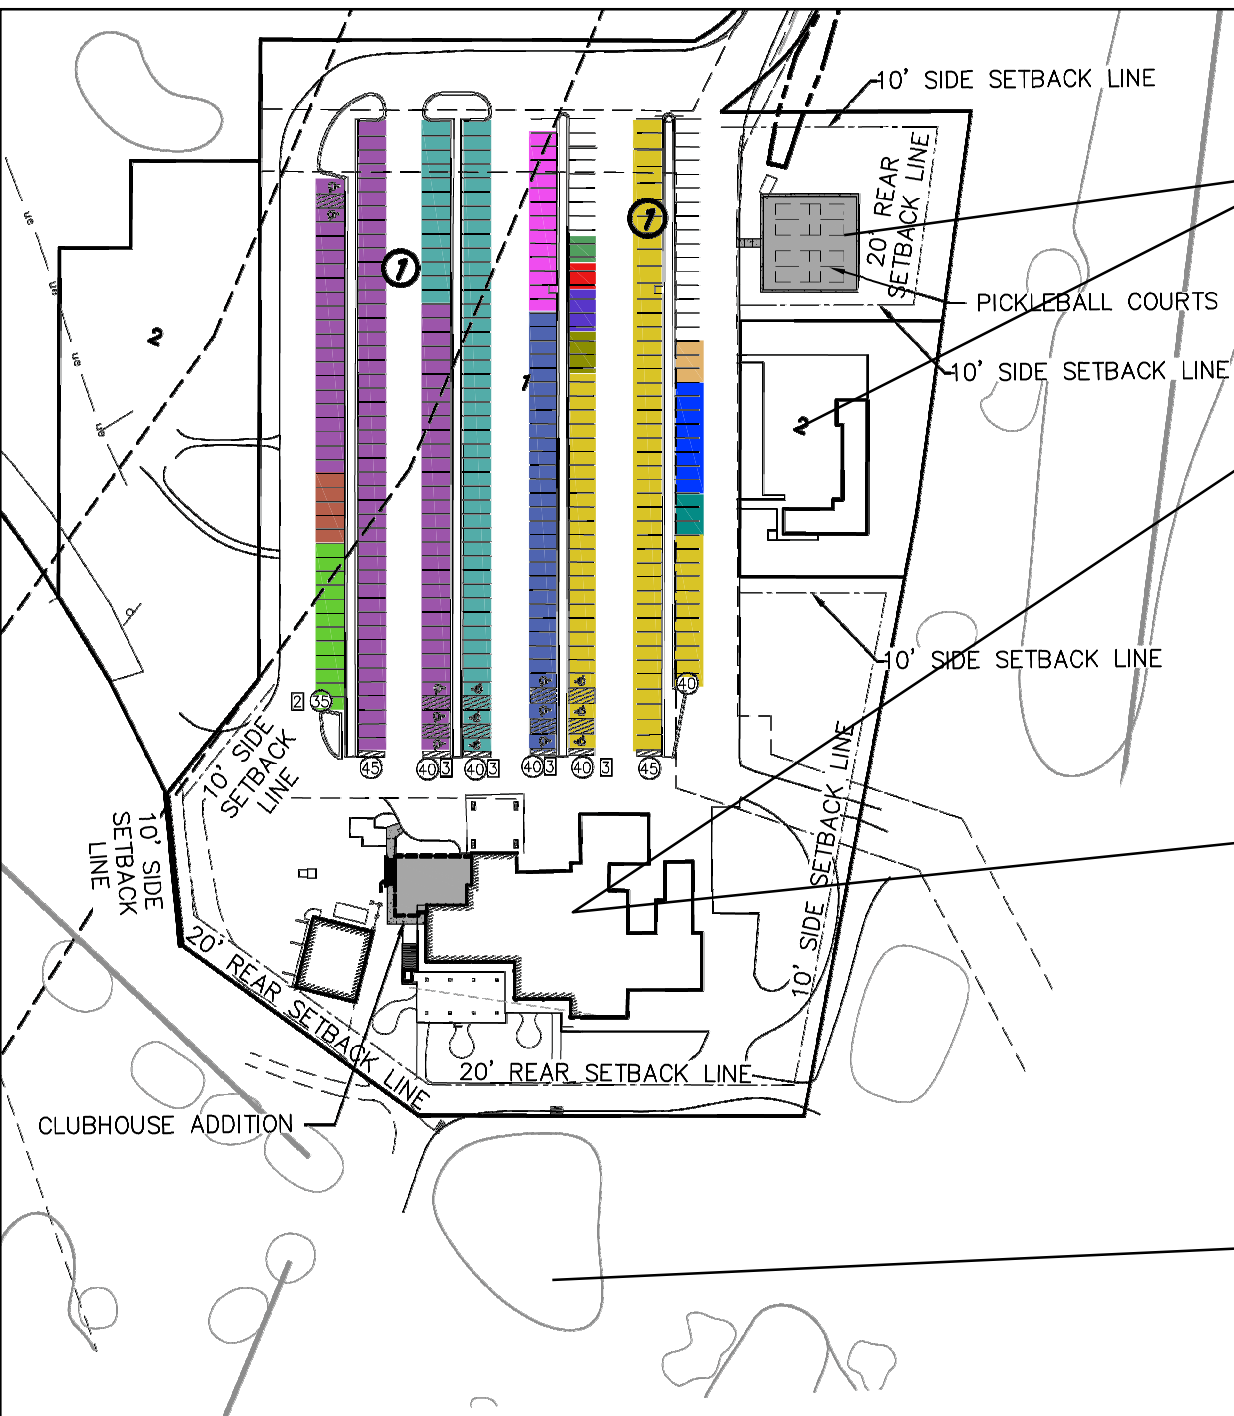 10' SIDE SETBACK LINE
20' REAR
SETBACK LINE
1
1
2
PICKLEBALL COURTS
10' SIDE SETBACK LINE
1
2
10' SIDE SETBACK LINE
2 35
40
45
40 3
40 3
40 3
40 3
45
10' SIDE
SETBACK
LINE
10' SIDE
SETBACK
LINE
10' SIDE SETBACK LINE
20' REAR SETBACK LINE
20' REAR SETBACK LINE
CLUBHOUSE ADDITION